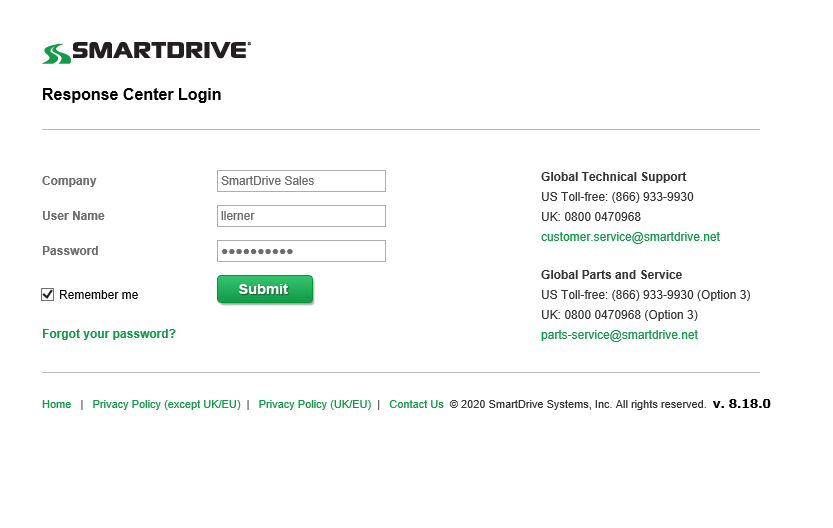 SMARTDRIVE®
Response Center Login
Company
SmartDrive Sales
User Name
llerner
Password
••••••••••
Remember me
Submit
Forgot your password?
Global Technical Support
US Toll-free: (866) 933-9930
UK: 0800 0470968
customer.service@smartdrive.net
Global Parts and Service
US Toll-free: (866) 933-9930 (Option 3)
UK: 0800 0470968 (Option 3)
parts-service@smartdrive.net
Home | Privacy Policy (except UK/EU) | Privacy Policy (UK/EU) | Contact Us © 2020 SmartDrive Systems, Inc. All rights reserved. v. 8.18.0